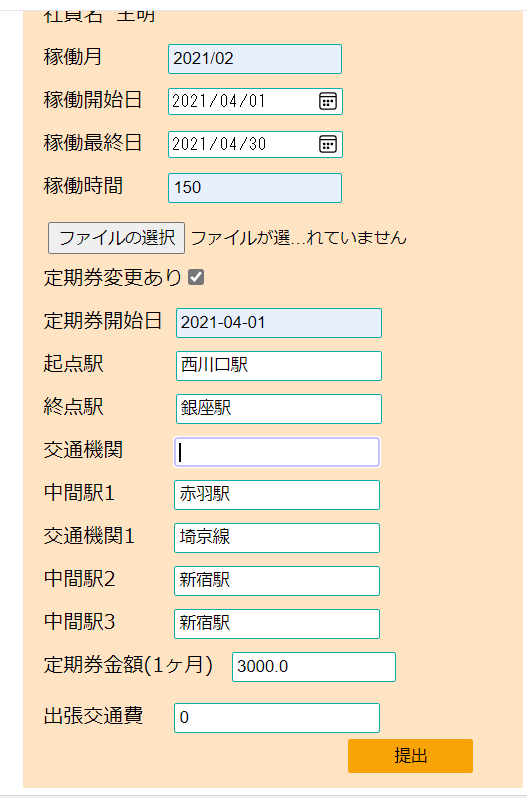 社員名 王明
稼働月 2021/02
稼働開始日 2021/04/01
稼働最終日 2021/04/30
稼働時間 150
ファイルの選択 ファイルが選...れていません
定期券変更あり
定期券開始日 2021-04-01
起点駅 西川口駅
終点駅 銀座駅
交通機関
中間駅1 赤羽駅
交通機関1 埼京線
中間駅2 新宿駅
中間駅3 新宿駅
定期券金額(1ヶ月) 3000.0
出張交通費 0
提出